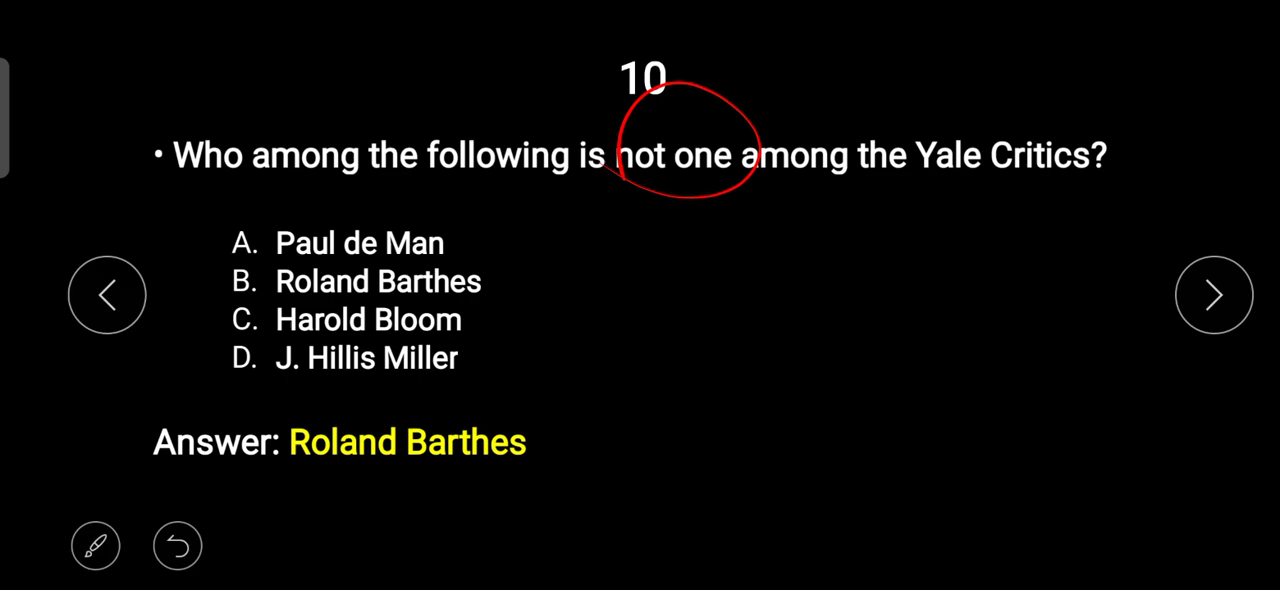 10
• Who among the following is not one among the Yale Critics?
A. Paul de Man
B. Roland Barthes
C. Harold Bloom
D. J. Hillis Miller
Answer: Roland Barthes